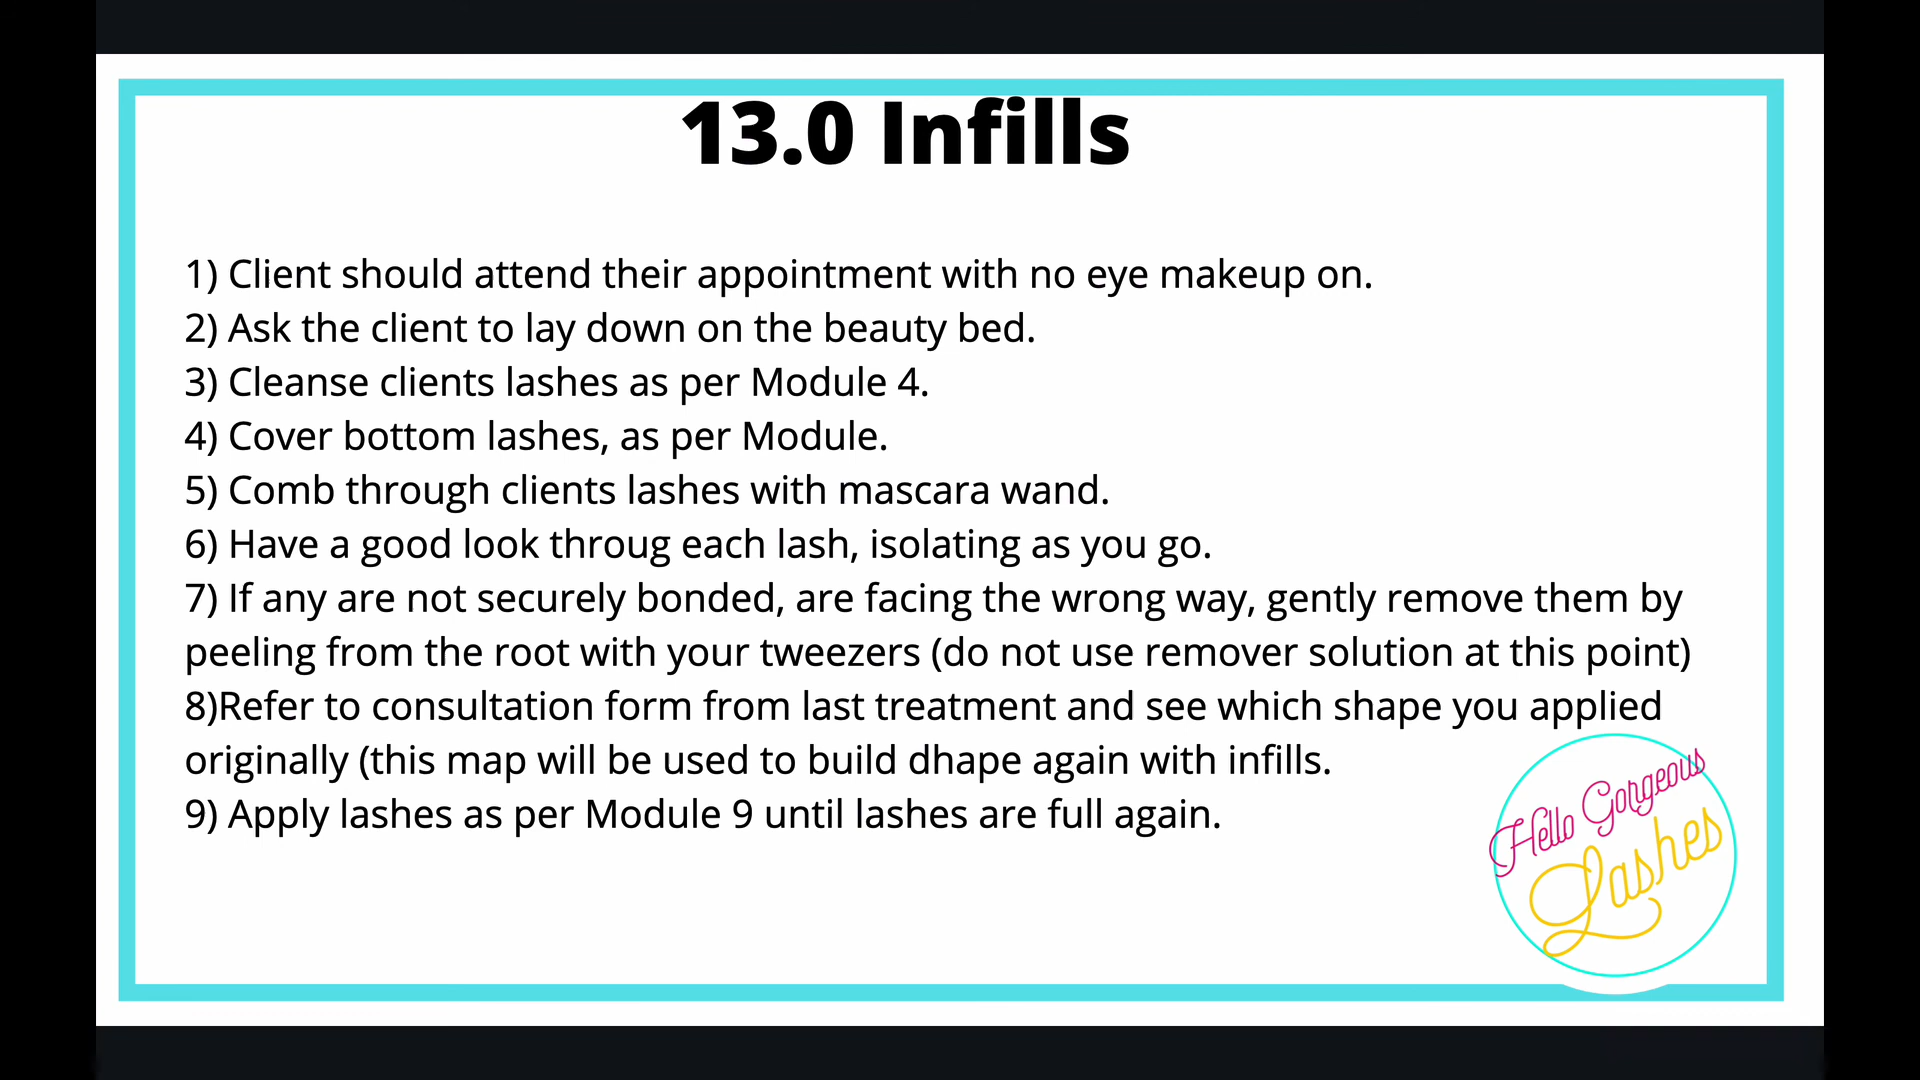 13.0 Infills
1) Client should attend their appointment with no eye makeup on.
2) Ask the client to lay down on the beauty bed.
3) Cleanse clients lashes as per Module 4.
4) Cover bottom lashes, as per Module.
5) Comb through clients lashes with mascara wand.
6) Have a good look throug each lash, isolating as you go.
7) If any are not securely bonded, are facing the wrong way, gently remove them by
peeling from the root with your tweezers (do not use remover solution at this point)
8)Refer to consultation form from last treatment and see which shape you applied
originally (this map will be used to build dhape again with infills.
9) Apply lashes as per Module 9 until lashes are full again.
Hello Gorgeous
Lashes